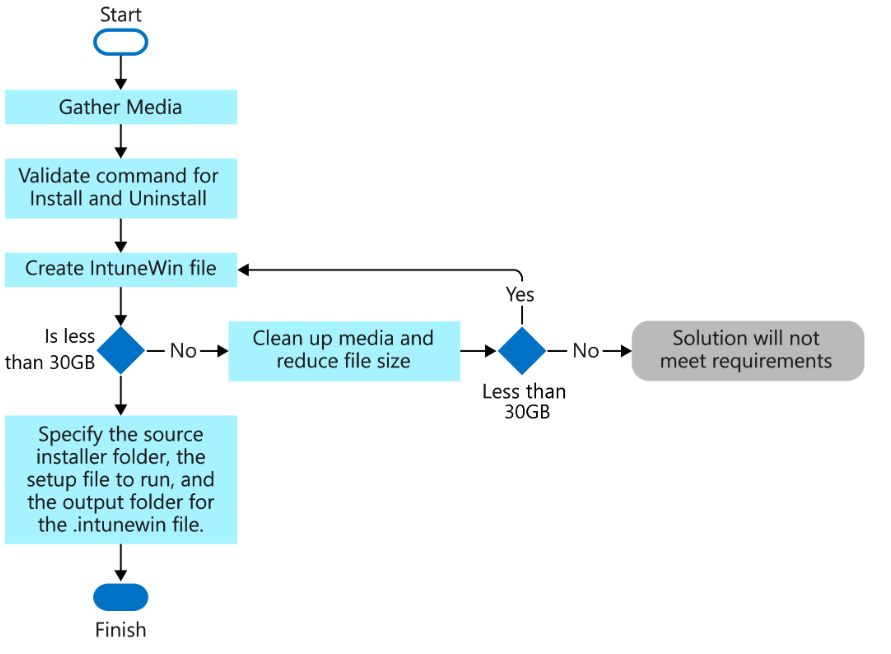 Start
Gather Media
Validate command for
Install and Uninstall
Create IntuneWin file
Yes
Is less
than 30GB
No
Clean up media and
reduce file size
Less than
30GB
No
Solution will not
meet requirements
Specify the source
installer folder, the
setup file to run, and
the output folder for
the .intunewin file.
Finish